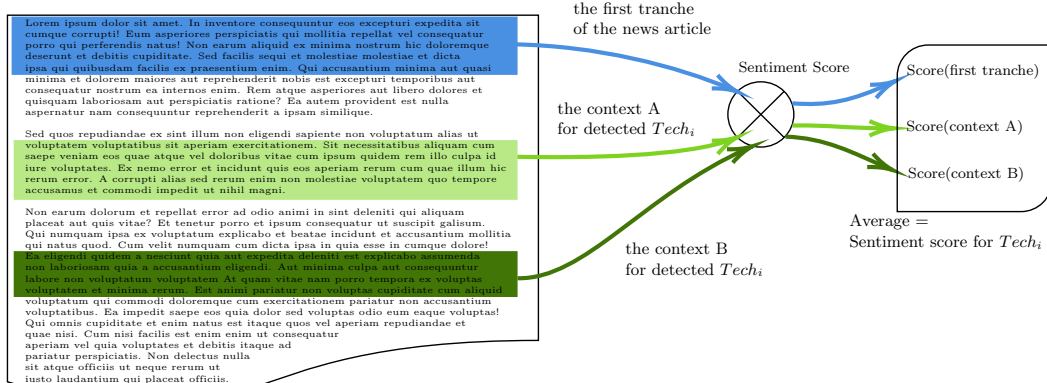 Lorem ipsum dolor sit amet. In inventore consequuntur eos excepturi expedita sit
cumque corrupti! Eum asperiores perspiciatis qui mollitia repellat vel consequatur
porro qui perferendis natus! Non earum aliquid ex minima nostrum hic doloremque
deserunt et debitis cupiditate. Sed facilis sequi et molestiae molestiae et dicta
ipsa qui quibusdam facilis ex praesentium enim. Qui accusantium minima aut quasi
minima et dolorem maiores aut reprehenderit nobis est excepturi temporibus aut
consequatur nostrum ea internos enim. Rem atque asperiores aut libero dolores et
quisquam laboriosam aut perspiciatis ratione? Ea autem provident est nulla
aspernatur nam consequuntur reprehenderit a ipsam similique.
Sed quos repudiandae ex sint illum non eligendi sapiente non voluptatum alias ut
voluptatem voluptatibus sit aperiam exercitationem. Sit necessitatibus aliquam cum
saepe veniam eos quae atque vel doloribus vitae cum ipsum quidem rem illo culpa id
iure voluptates. Ex nemo error et incidunt quis eos aperiam rerum cum quae illum hic
rerum error. A corrupti alias sed rerum enim non molestiae voluptatem quo tempore
accusamus et commodi impedit ut nihil magni.
Non earum dolorum et repellat error ad odio animi in sint deleniti qui aliquam
placeat aut quis vitae? Et tenetur porro et ipsum consequatur ut suscipit galisum.
Qui numquam ipsa ex voluptatum explicabo et beatae incidunt et accusantium mollitia
qui natus quod. Cum velit numquam cum dicta ipsa in quia esse in cumque dolore!
Ea eligendi quidem a nesciunt quia aut expedita deleniti est explicabo assumenda
non laboriosam quia a accusantium eligendi. Aut minima culpa aut consequuntur
labore non voluptatum voluptatem At quam vitae nam porro tempora ex voluptas
voluptatem et minima rerum. Est animi pariatur non voluptas cupiditate cum aliquid
voluptatum qui commodi doloremque cum exercitationem pariatur non accusantium
voluptatibus. Ea impedit saepe eos quia dolor sed voluptas odio eum eaque voluptas!
Qui omnis cupiditate et enim natus est itaque quos vel aperiam repudiandae et
quae nisi. Cum nisi facilis est enim enim ut consequatur
aperiam vel quia voluptates et debitis itaque ad
pariatur perspiciatis. Non delectus nulla
sit atque officiis ut neque rerum ut
iusto laudantium qui placeat officiis.
the first tranche
of the news article
the context A
for detected Tech_i
the context B
for detected Tech_i
Sentiment Score
Score(first tranche)
Score(context A)
Score(context B)
Average =
Sentiment score for Tech_i